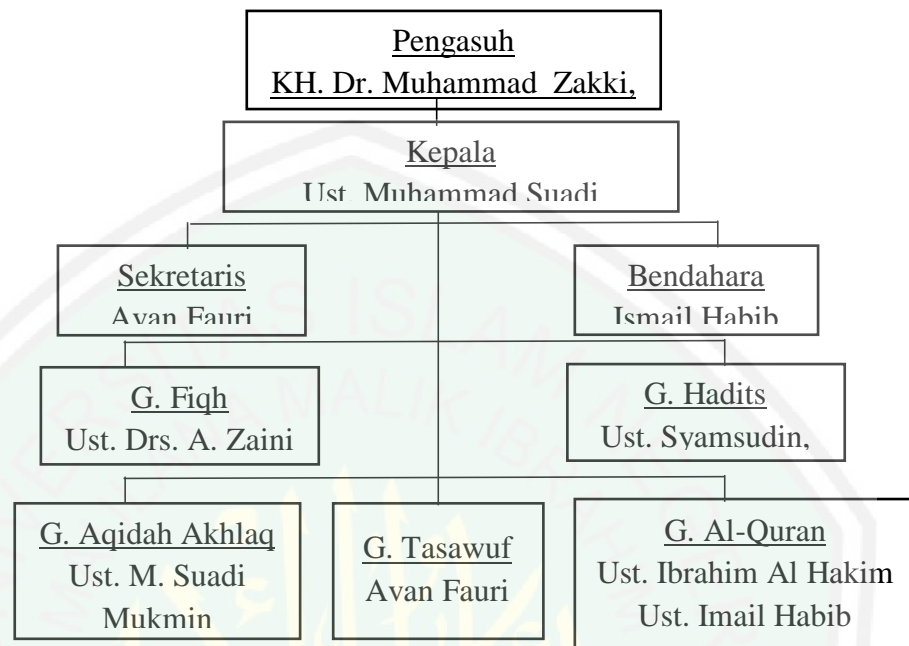 Pengasuh
KH. Dr. Muhammad Zakki,
Kepala
Ust. Muhammad Suadi
Sekretaris
Avan Fauri
Bendahara
Ismail Habib
G. Fiqh
Ust. Drs. A. Zaini
G. Hadits
Ust. Syamsudin,
G. Aqidah Akhlaq
Ust. M. Suadi
Mukmin
G. Tasawuf
Avan Fauri
G. Al-Quran
Ust. Ibrahim Al Hakim
Ust. Imail Habib